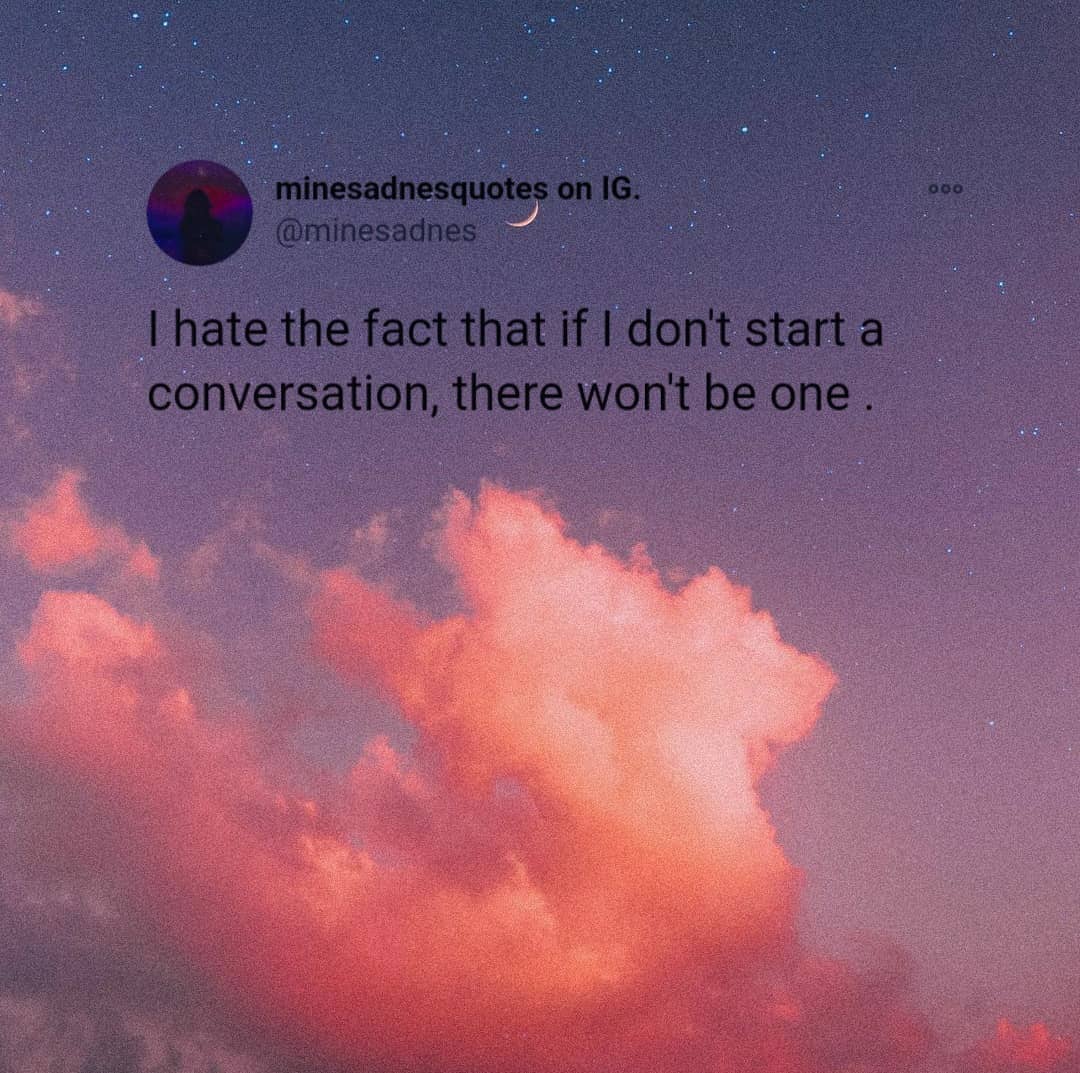 minesadnesquotes on IG.
@minesadnes
I hate the fact that if I don't start a
conversation, there won't be one .